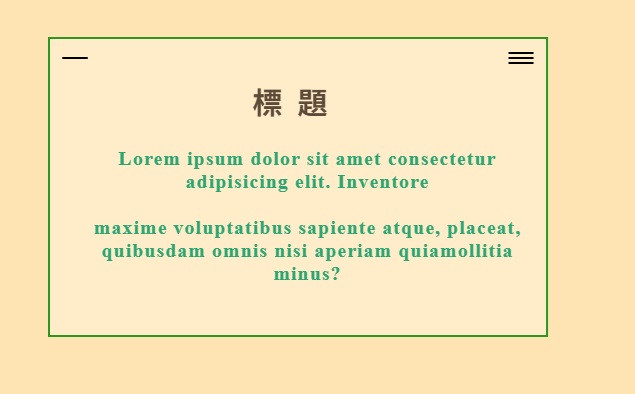 標題
Lorem ipsum dolor sit amet consectetur
adipisicing elit. Inventore
maxime voluptatibus sapiente atque, placeat,
quibusdam omnis nisi aperiam quiamollitia
minus?